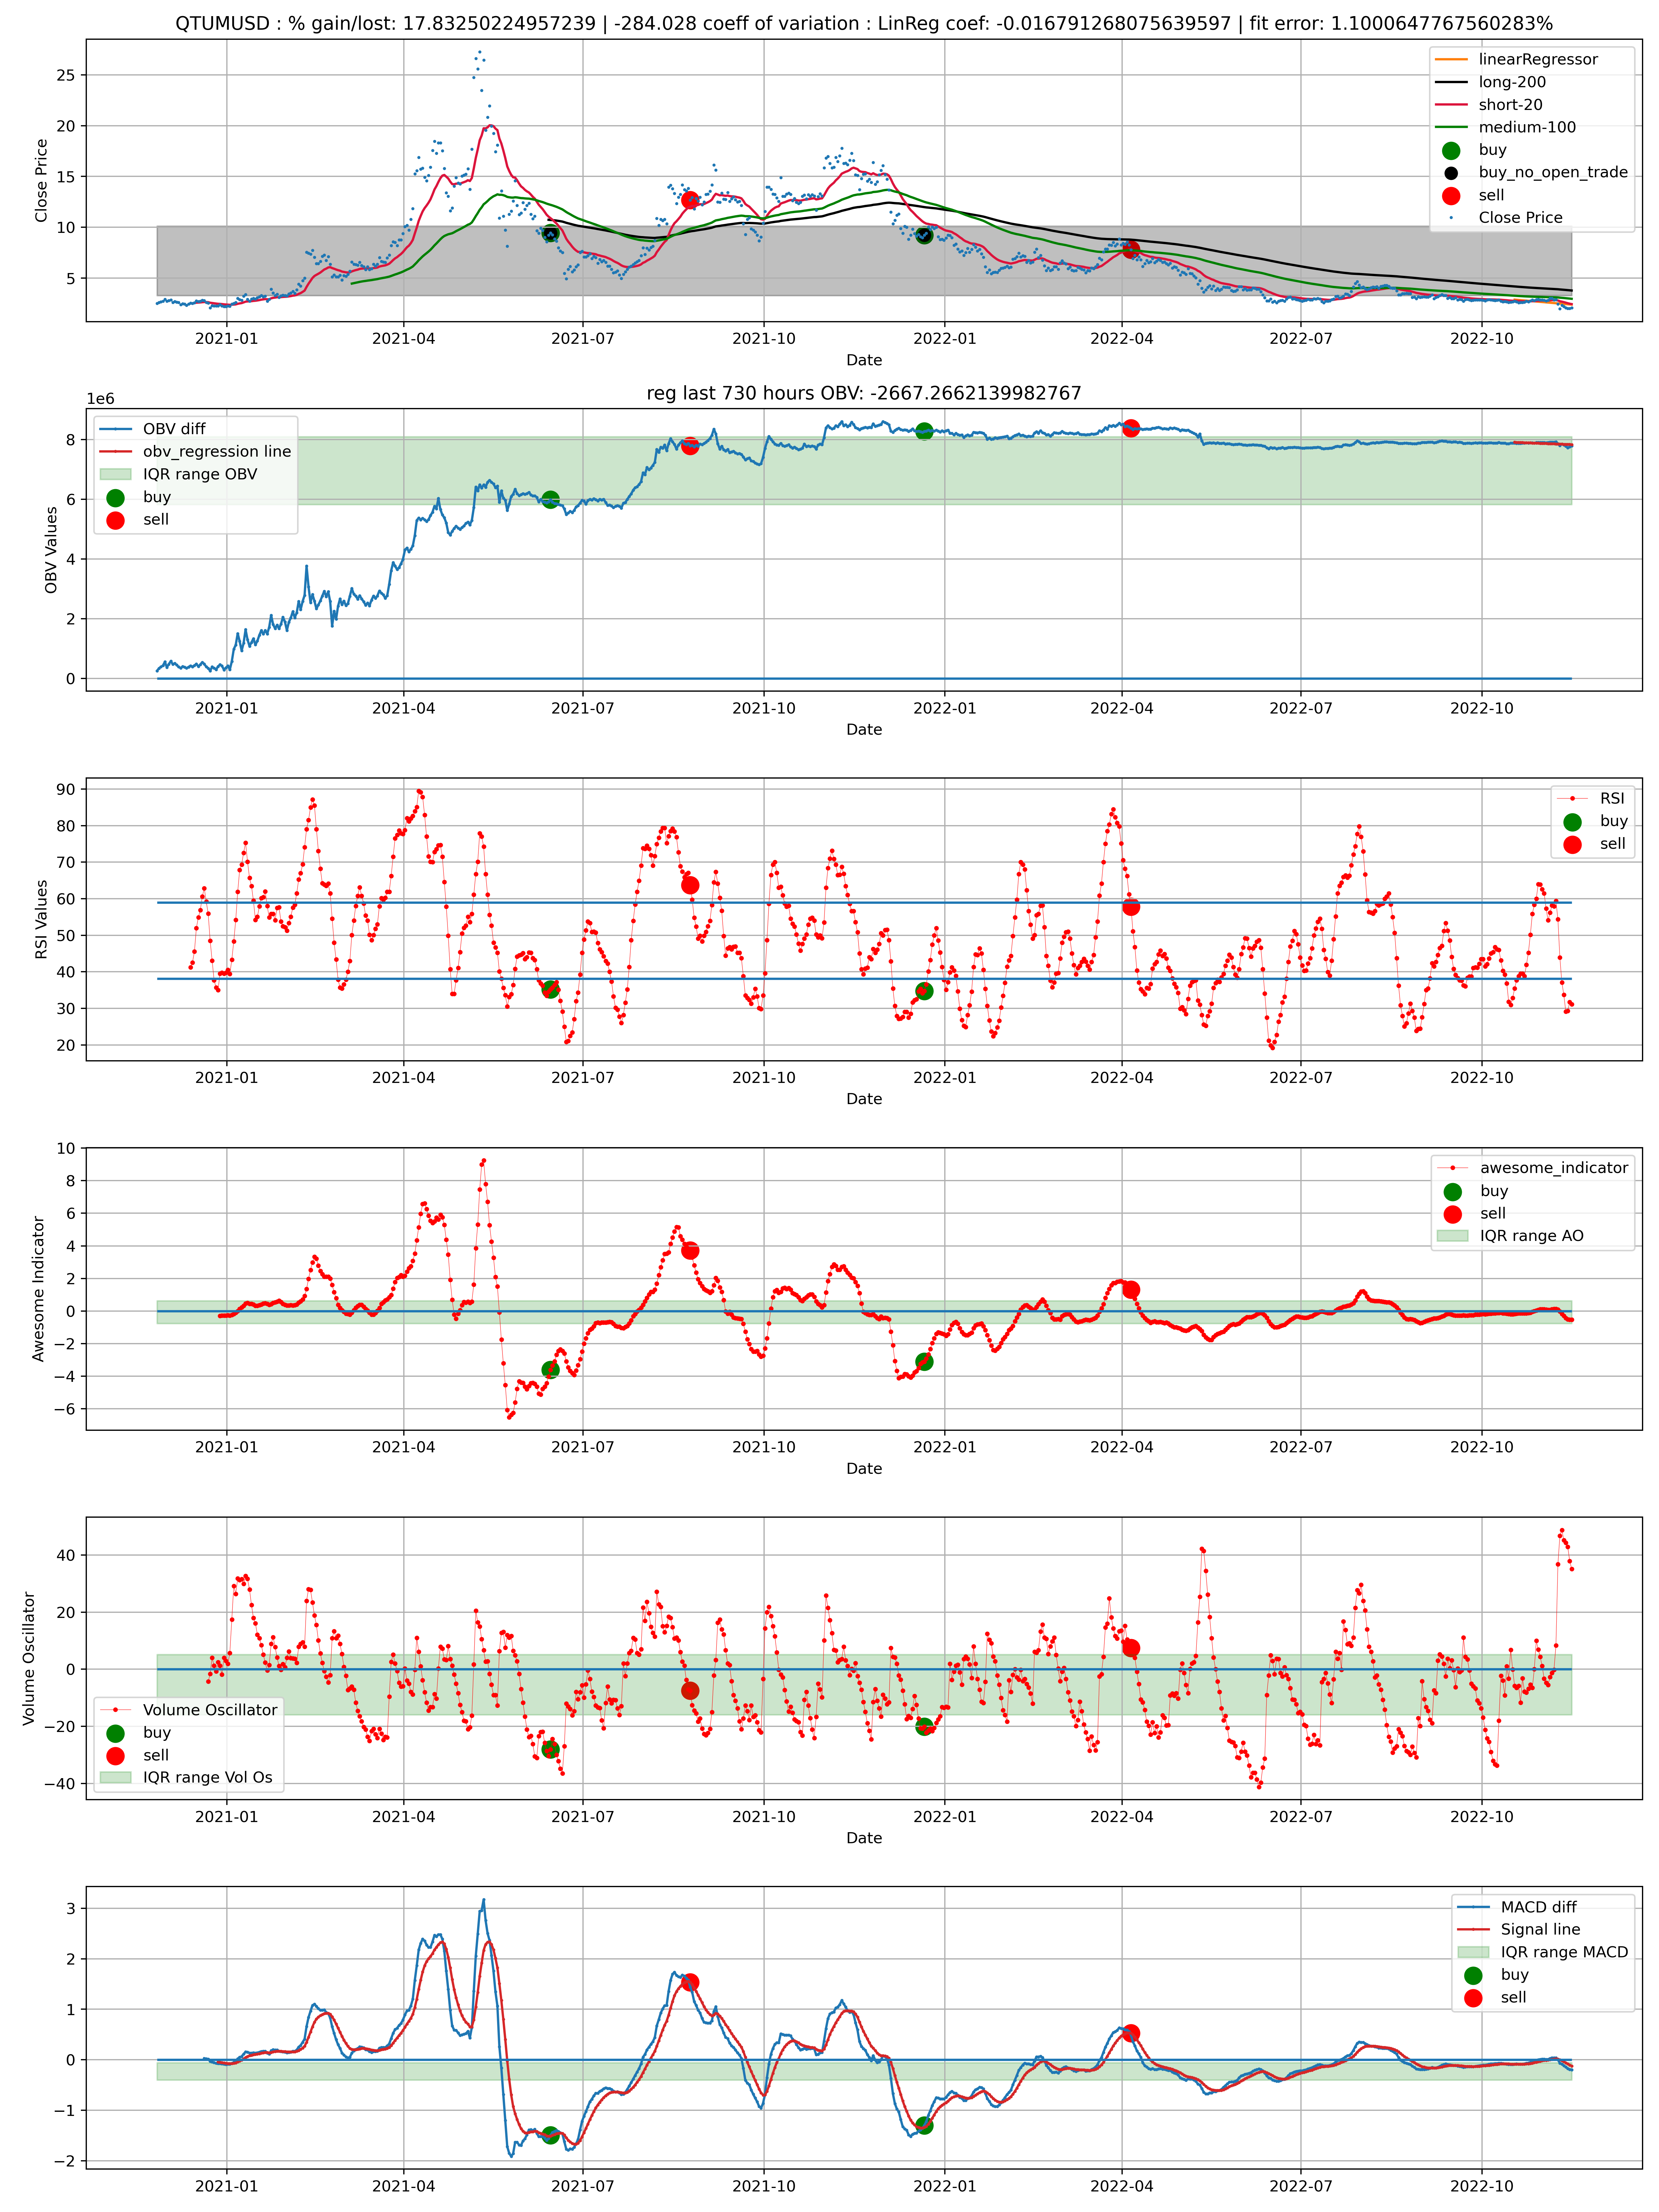 QTUMUSD : % gain/lost: 17.83250224957239 | -284.028 coeff of variation : LinReg coef: -0.016791268075639597 | fit error: 1.1000647767560283%
Close Price
25
20
15
10
5
linearRegressor
long-200
short-20
medium-100
buy
buy_no_open_trade
sell
Close Price
2021-01 2021-04 2021-07 2021-10 2022-01 2022-04 2022-07 2022-10
Date
reg last 730 hours OBV: -2667.2662139982767
1e6
OBV Values
8
6
4
2
0
OBV diff
obv_regression line
IQR range OBV
buy
sell
2021-01 2021-04 2021-07 2021-10 2022-01 2022-04 2022-07 2022-10
Date
RSI Values
90
80
70
60
50
40
30
20
RSI
buy
sell
2021-01 2021-04 2021-07 2021-10 2022-01 2022-04 2022-07 2022-10
Date
Awesome Indicator
10
8
6
4
2
0
−2
−4
−6
awesome_indicator
buy
sell
IQR range AO
2021-01 2021-04 2021-07 2021-10 2022-01 2022-04 2022-07 2022-10
Date
Volume Oscillator
40
20
0
−20
−40
Volume Oscillator
buy
sell
IQR range Vol Os
2021-01 2021-04 2021-07 2021-10 2022-01 2022-04 2022-07 2022-10
Date
3
2
1
0
−1
−2
MACD diff
Signal line
IQR range MACD
buy
sell
2021-01 2021-04 2021-07 2021-10 2022-01 2022-04 2022-07 2022-10